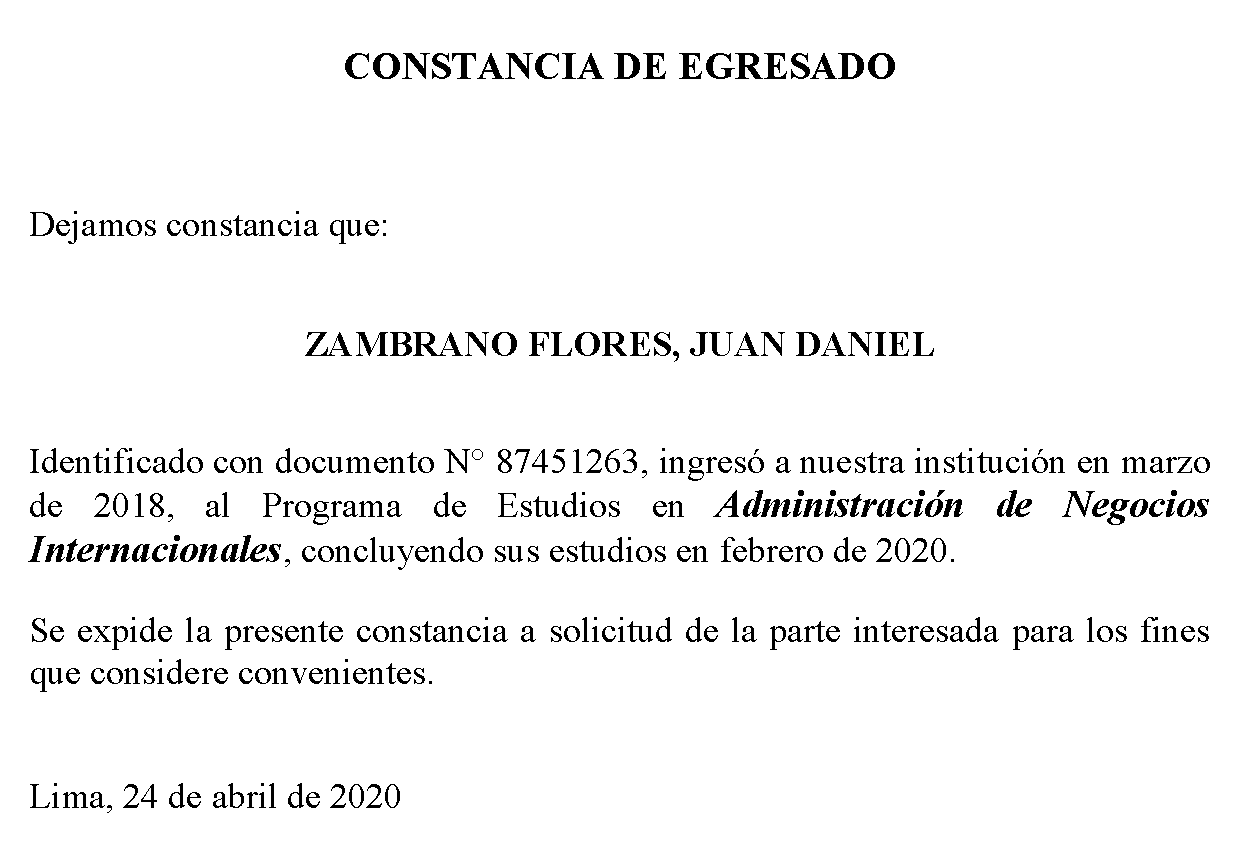 CONSTANCIA DE EGRESADO
Dejamos constancia que:
ZAMBRANO FLORES, JUAN DANIEL
Identificado con documento N° 87451263, ingresó a nuestra institución en marzo
de 2018, al Programa de Estudios en Administración de Negocios
Internacionales, concluyendo sus estudios en febrero de 2020.
Se expide la presente constancia a solicitud de la parte interesada para los fines
que considere convenientes.
Lima, 24 de abril de 2020